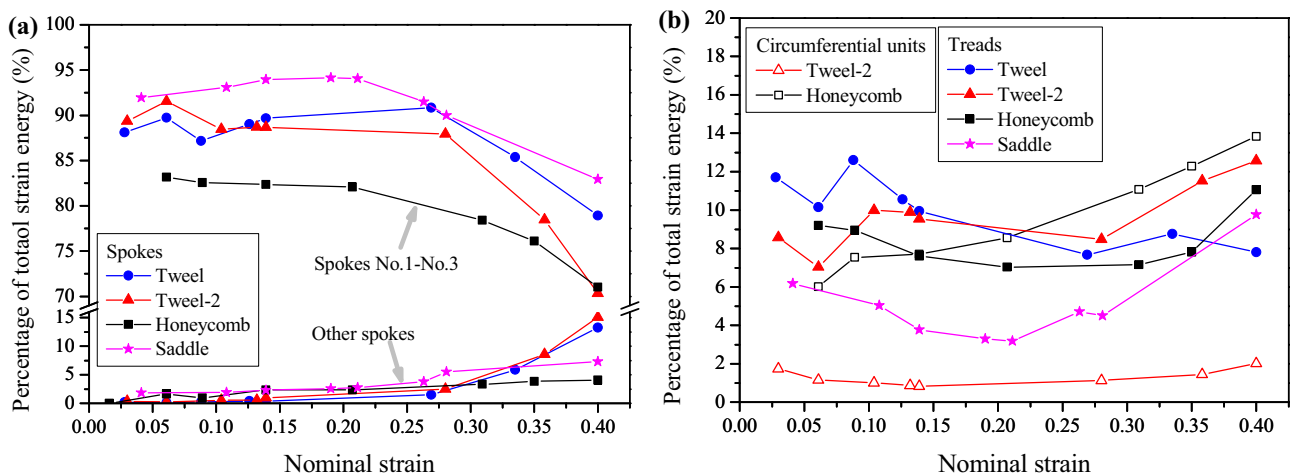 (a)
Percentage of totaol strain energy (%)
100
95
90
85
80
75
70
15
10
5
0
Spokes No.1-No.3
Spokes
Tweel
Tweel-2
Honeycomb
Saddle
Other spokes
0.00 0.05 0.10 0.15 0.20 0.25 0.30 0.35 0.40
Nominal strain
(b)
Percentage of total strain energy (%)
20
18
16
14
12
10
8
6
4
2
0
Circumferential units
Tweel-2
Honeycomb
Treads
Tweel
Tweel-2
Honeycomb
Saddle
0.00 0.05 0.10 0.15 0.20 0.25 0.30 0.35 0.40
Nominal strain